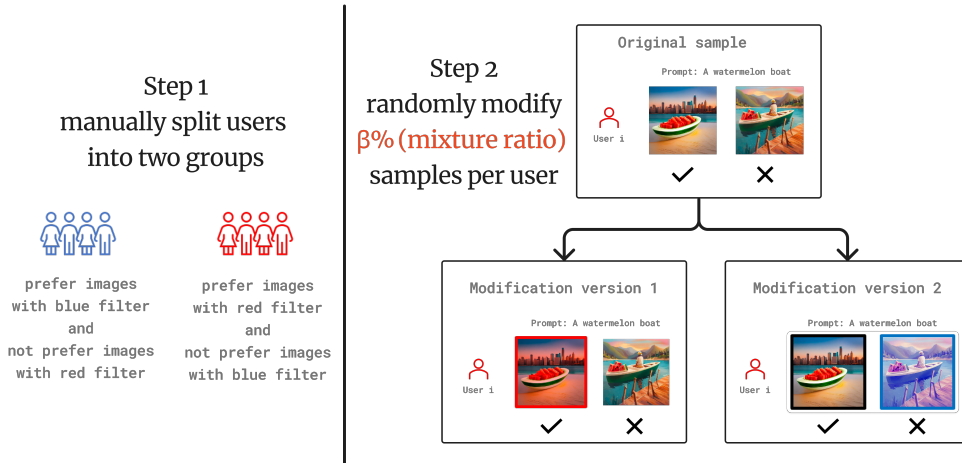 Step 1
manually split users
into two groups
prefer images
with blue filter
and
not prefer images
with red filter
prefer images
with red filter
and
not prefer images
with blue filter
Step 2
randomly modify
β% (mixture ratio)
samples per user
Original sample
Prompt: A watermelon boat
User i
Modification version 1
Prompt: A watermelon boat
User i
Modification version 2
Prompt: A watermelon boat
User i